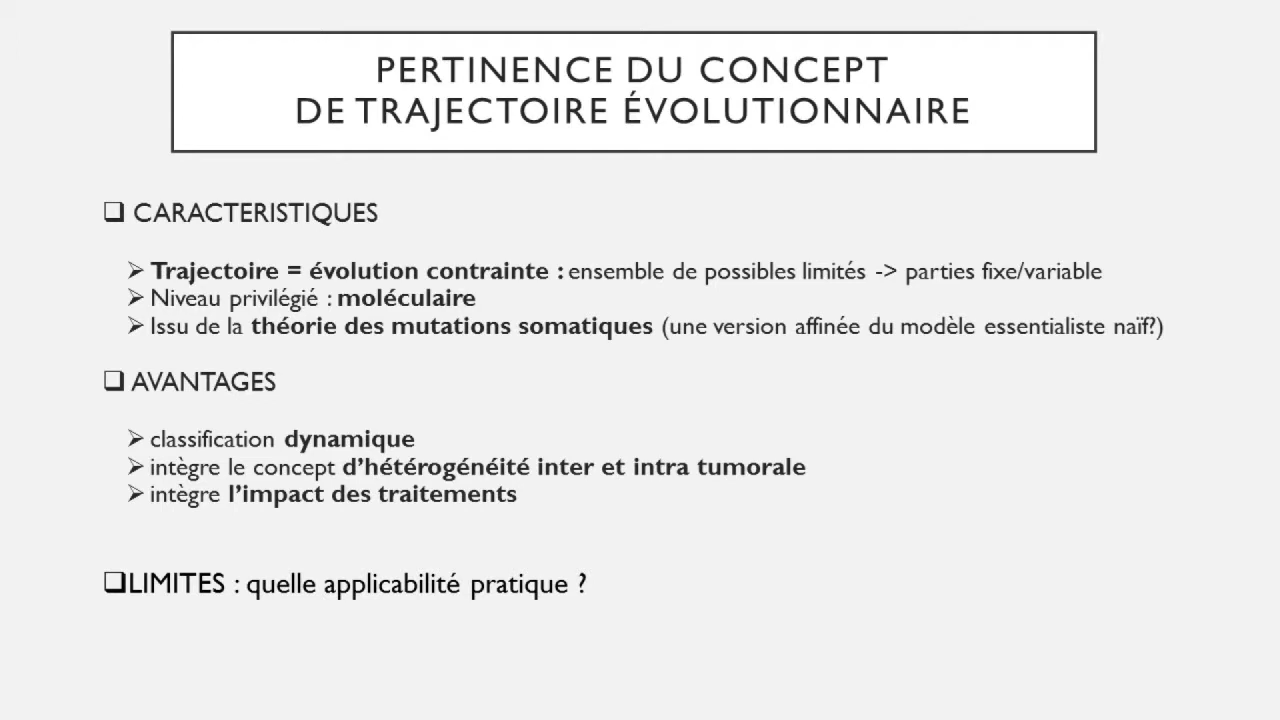 PERTINENCE DU CONCEPT
DE TRAJECTOIRE ÉVOLUTIONNAIRE
❑ CARACTERISTIQUES
➢ Trajectoire = évolution contrainte : ensemble de possibles limités -> parties fixe/variable
➢ Niveau privilégié : moléculaire
➢ Issu de la théorie des mutations somatiques (une version affinée du modèle essentialiste naïf?)
❑ AVANTAGES
➢ classification dynamique
➢ intègre le concept d’hétérogénéité inter et intra tumorale
➢ intègre l’impact des traitements
❑LIMITES : quelle applicabilité pratique ?